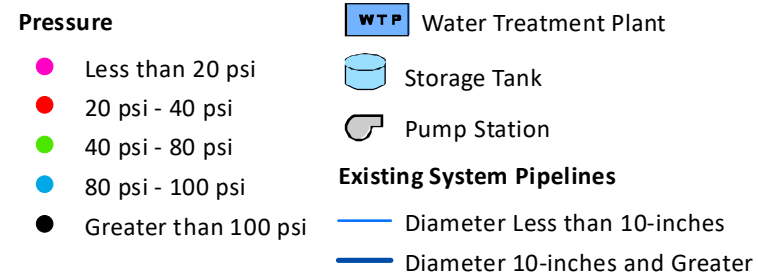 Pressure
Less than 20 psi
20 psi - 40 psi
40 psi - 80 psi
80 psi - 100 psi
Greater than 100 psi
WTP Water Treatment Plant
Storage Tank
Pump Station
Existing System Pipelines
Diameter Less than 10-inches
Diameter 10-inches and Greater